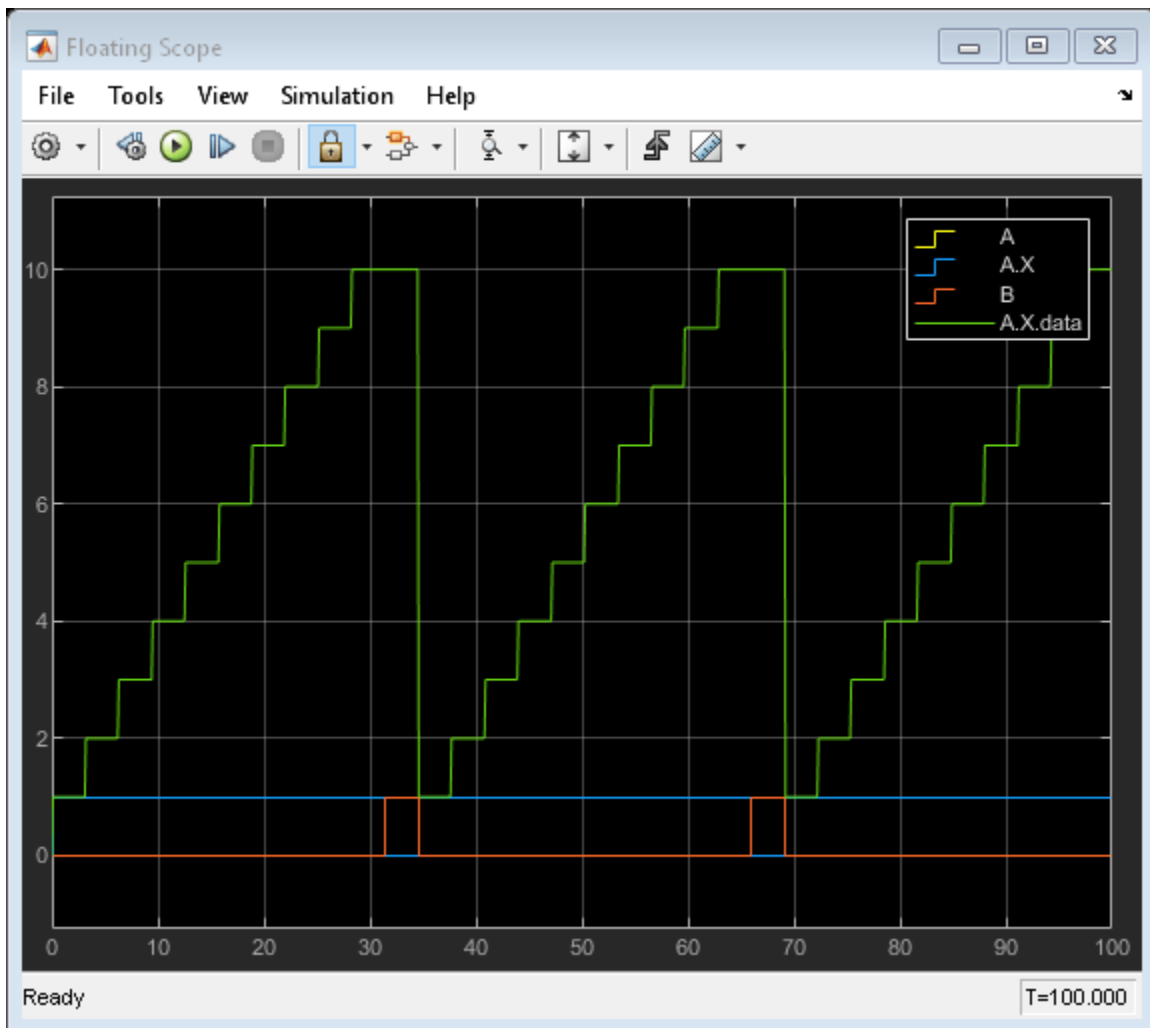 Floating Scope
File Tools View Simulation Help
A
A.X
B
A.X.data
10
8
6
4
2
0
0 10 20 30 40 50 60 70 80 90 100
Ready T=100.000